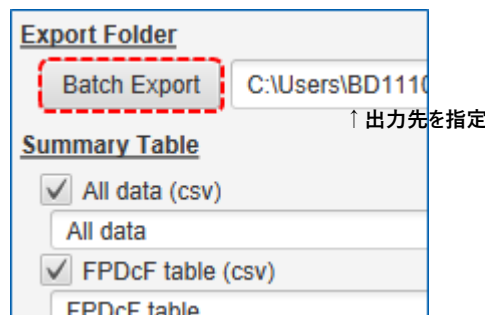 Export Folder
Batch Export C:\Users\BD1110
↑出力先を指定
Summary Table
All data (csv)
All data
FPDcF table (csv)
FPDcF table